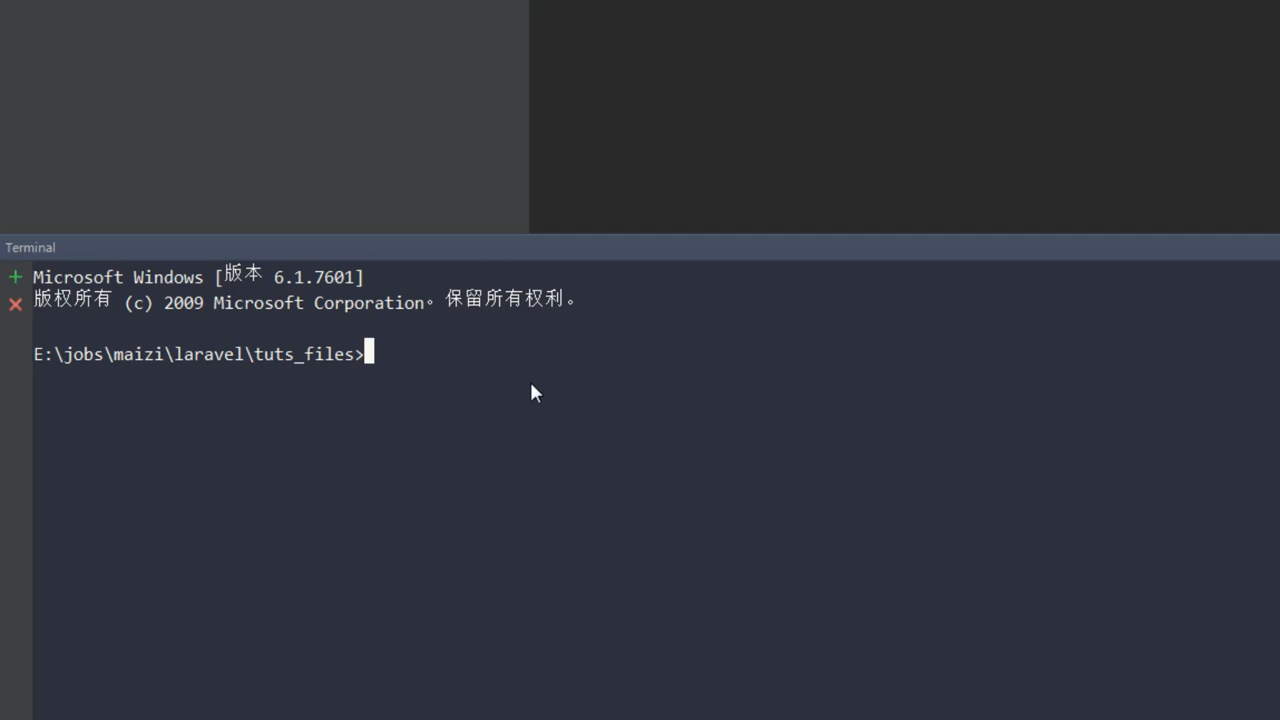 Terminal
Microsoft Windows [版本 6.1.7601]
版权所有 (c) 2009 Microsoft Corporation。保留所有权利。
E:\jobs\maizi\laravel\tuts_files>